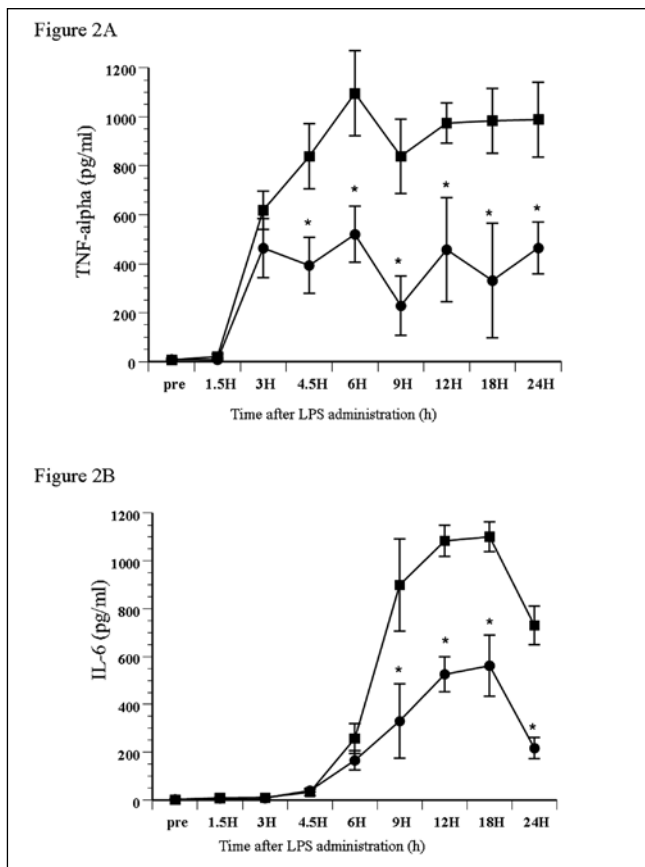 Figure 2A
TNF-aipha (pg/ml)
1200
1000
800
600
400
200
0
* * * * * *
pre 1.5H 3H 4.5H 6H 9H 12H 18H 24H
Time after LPS administration (h)
Figure 2B
IL-6 (pg/ml)
1200
1000
800
600
400
200
0
* * * *
pre 1.5H 3H 4.5H 6H 9H 12H 18H 24H
Time after LPS administration (h)